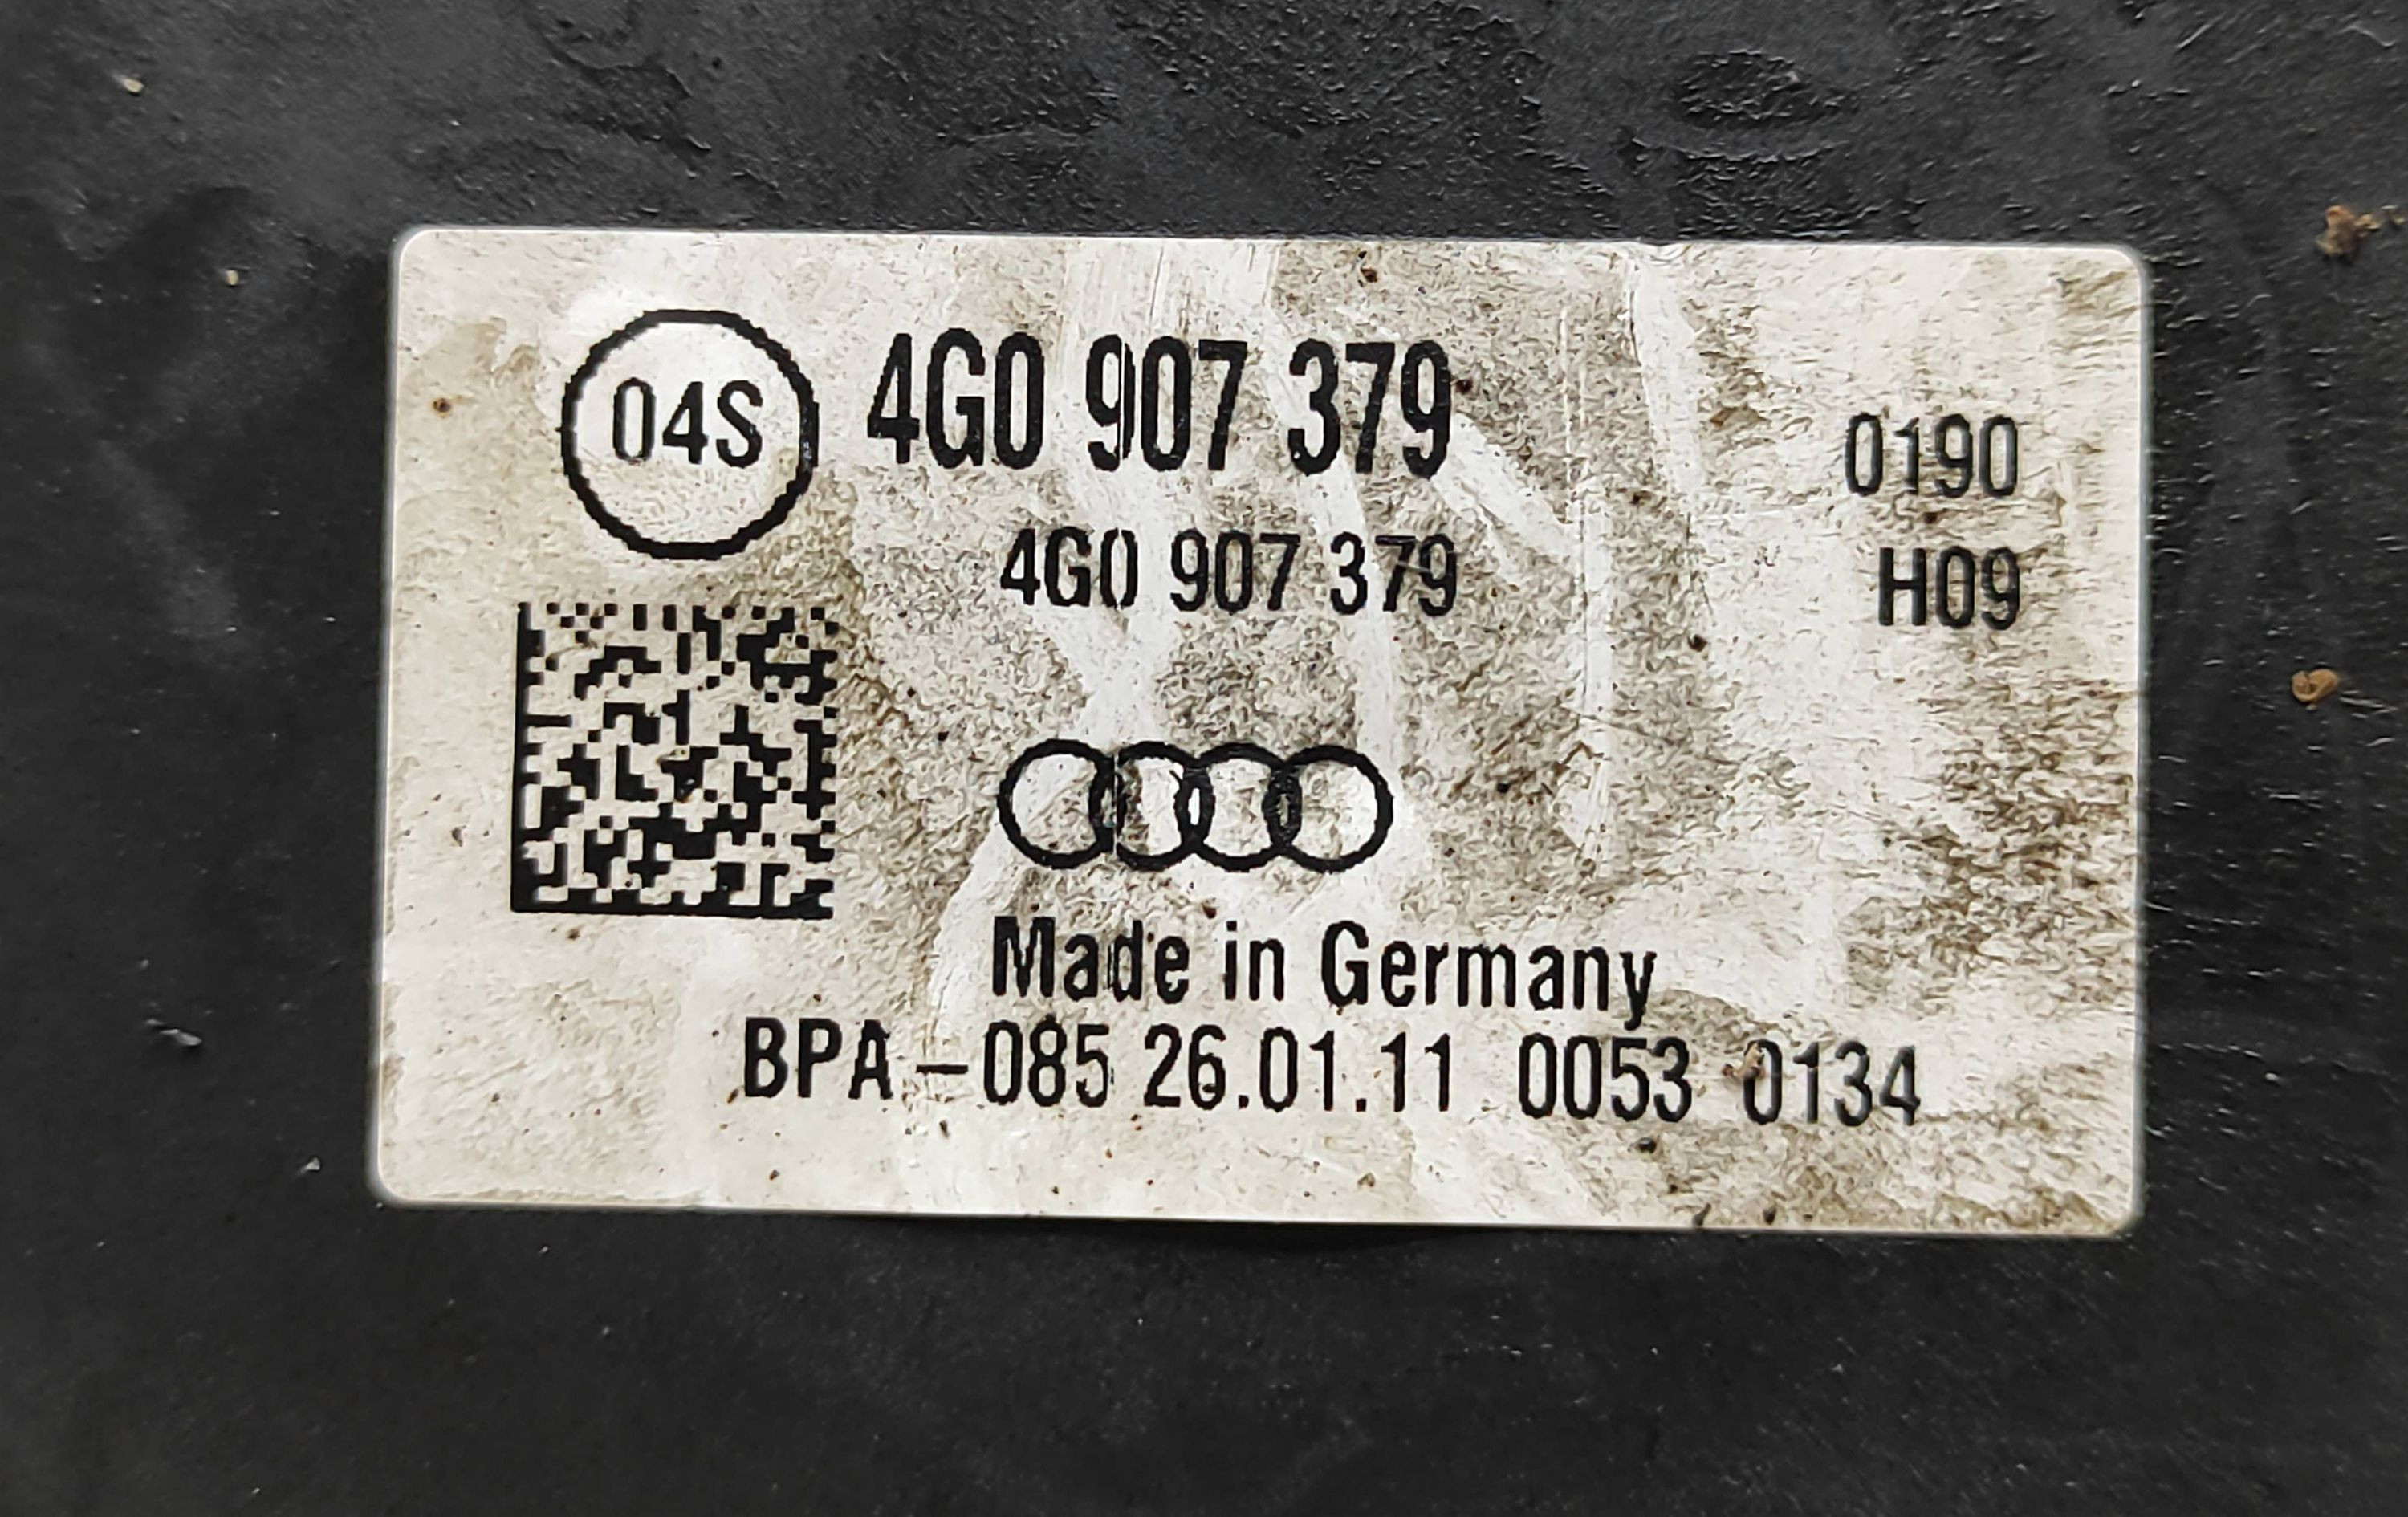 04S
4G0 907 379
0190
4G0 907 379
H09
Made in Germany
BPA-085 26.01.11 0053 0134